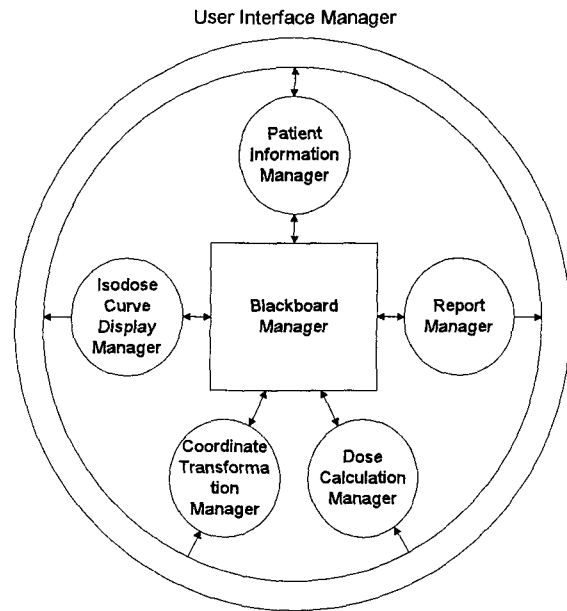 User Interface Manager
Patient
Information
Manager
Isodose
Curve
Display
Manager
Blackboard
Manager
Report
Manager
Coordinate
Transforma
tion
Manager
Dose
Calculation
Manager